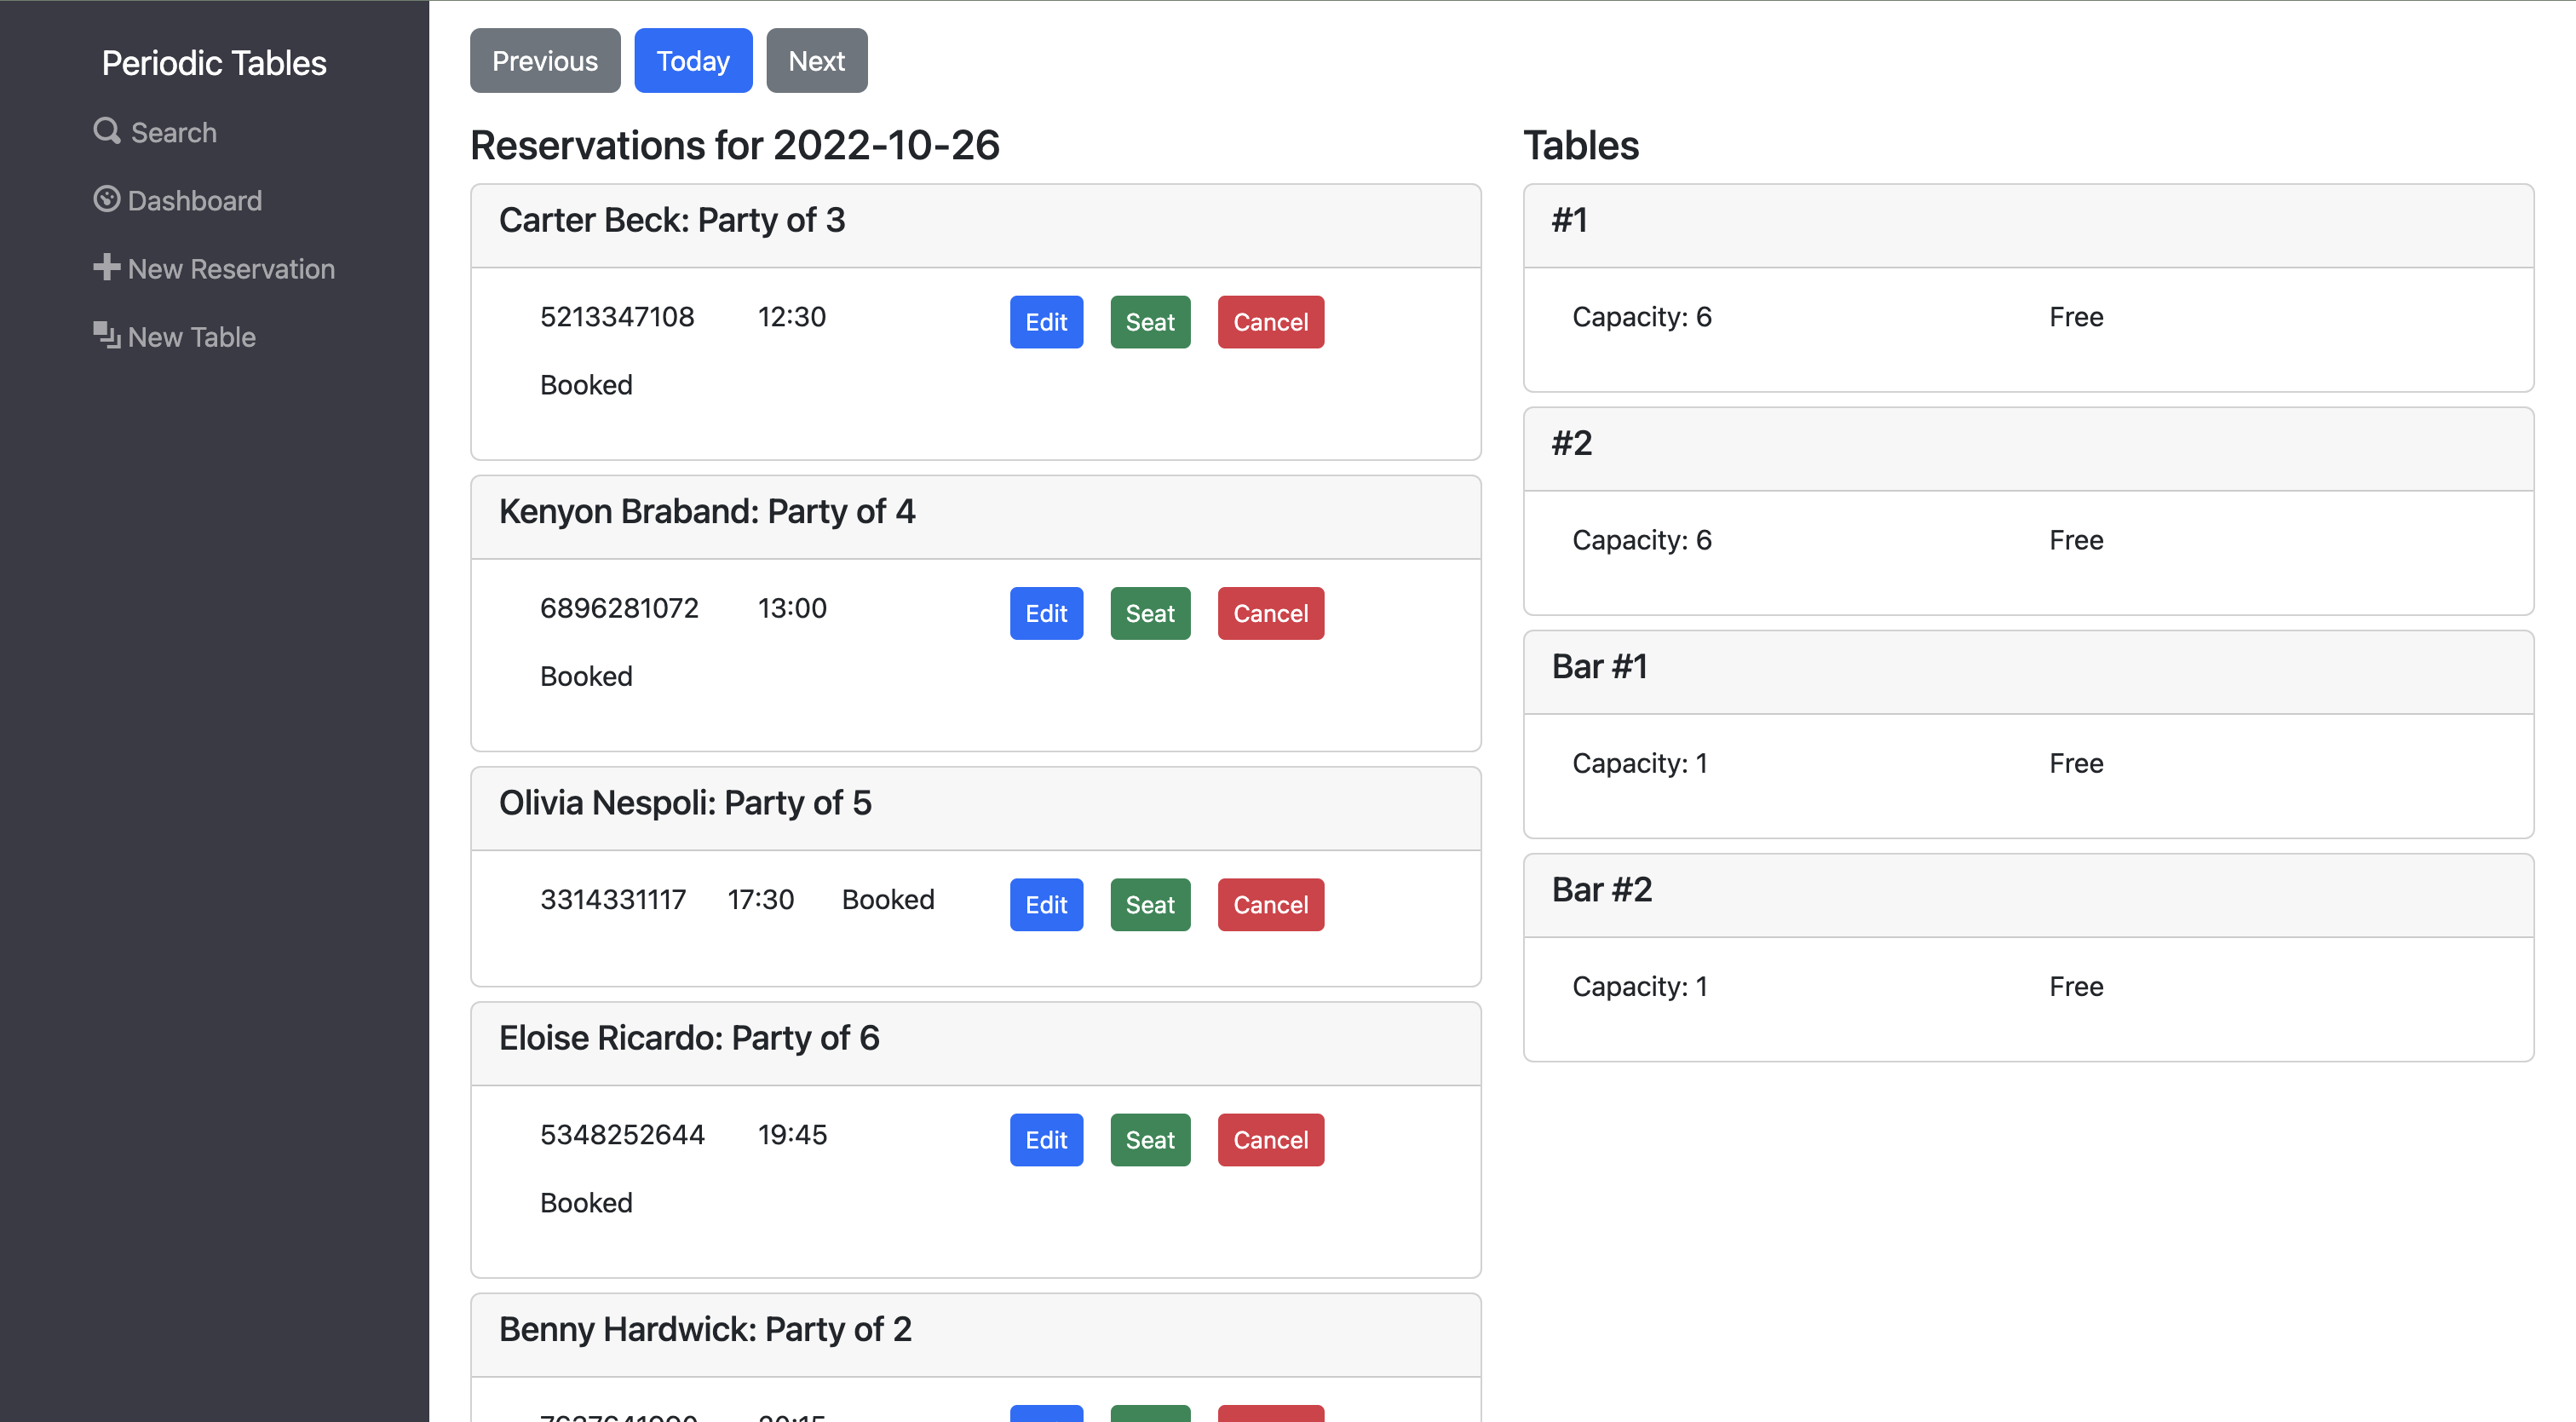 Periodic Tables
Search
Dashboard
New Reservation
New Table
Previous Today Next
Reservations for 2022-10-26
Carter Beck: Party of 3
5213347108 12:30 Edit Seat Cancel
Booked
Kenyon Braband: Party of 4
6896281072 13:00 Edit Seat Cancel
Booked
Olivia Nespoli: Party of 5
3314331117 17:30 Booked Edit Seat Cancel
Eloise Ricardo: Party of 6
5348252644 19:45 Edit Seat Cancel
Booked
Benny Hardwick: Party of 2
Tables
#1
Capacity: 6 Free
#2
Capacity: 6 Free
Bar #1
Capacity: 1 Free
Bar #2
Capacity: 1 Free